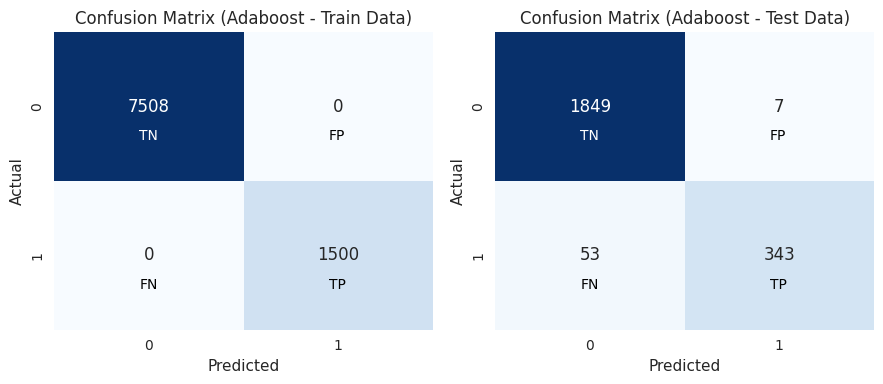 Confusion Matrix (Adaboost - Train Data)
0
7508
TN
0
FP
Actual
1
0
FN
1500
TP
0
1
Predicted
Confusion Matrix (Adaboost - Test Data)
0
1849
TN
7
FP
Actual
1
53
FN
343
TP
0
1
Predicted